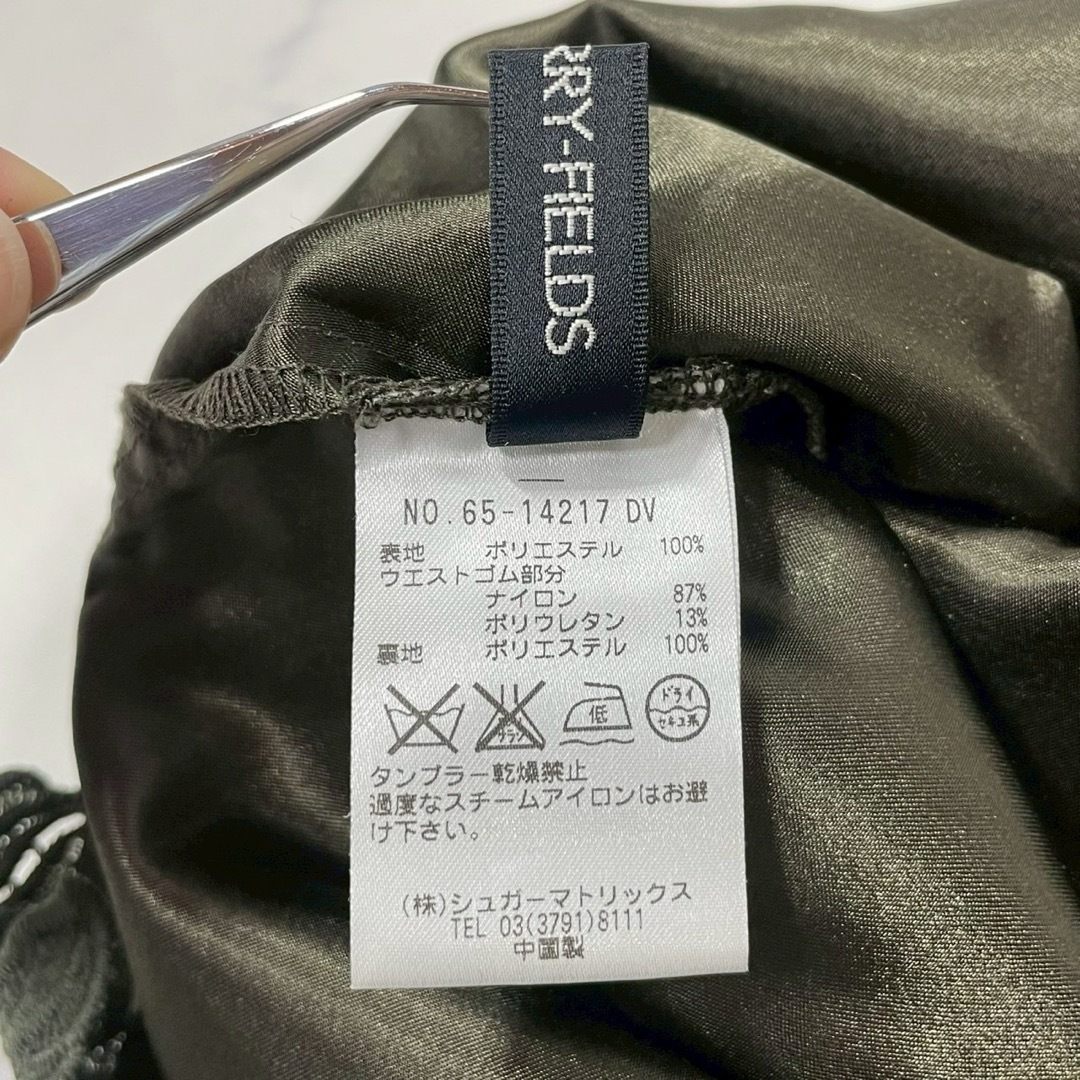 RRY-FIELDS
NO.65-14217 DV
表地 ポリエステル 100%
ウエストゴム部分
ナイロン 87%
ポリウレタン 13%
裏地 ポリエステル 100%
低
ドライ
セキユ系
タンブラー乾燥禁止
過度なスチームアイロンはお避
け下さい。
(株)シュガーマトリックス
TEL 03(3791)8111
中国製